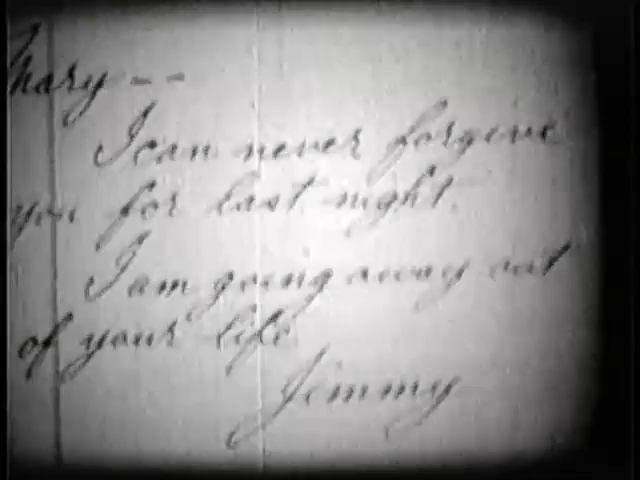 Mary --
I can never forgive
you for last night.
I am going away out
of your life
Jimmy